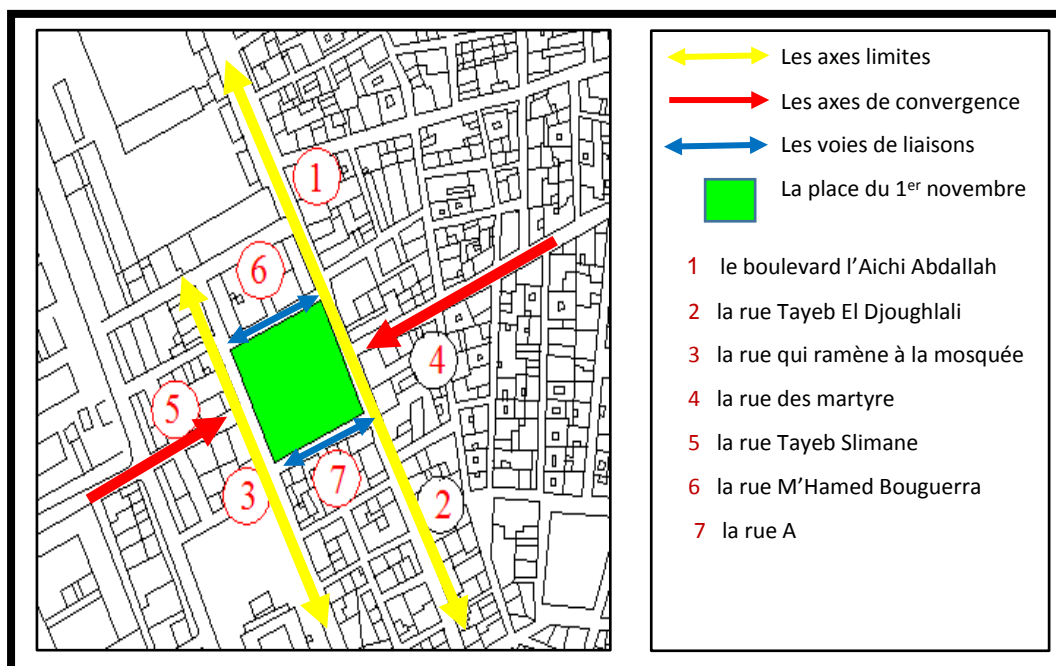 1
6
4
5
3
7
2
Les axes limites
Les axes de convergence
Les voies de liaisons
La place du 1er novembre
1 le boulevard l’Aichi Abdallah
2 la rue Tayeb El Djoughlali
3 la rue qui ramène à la mosquée
4 la rue des martyre
5 la rue Tayeb Slimane
6 la rue M’Hamed Bouguerra
7 la rue A